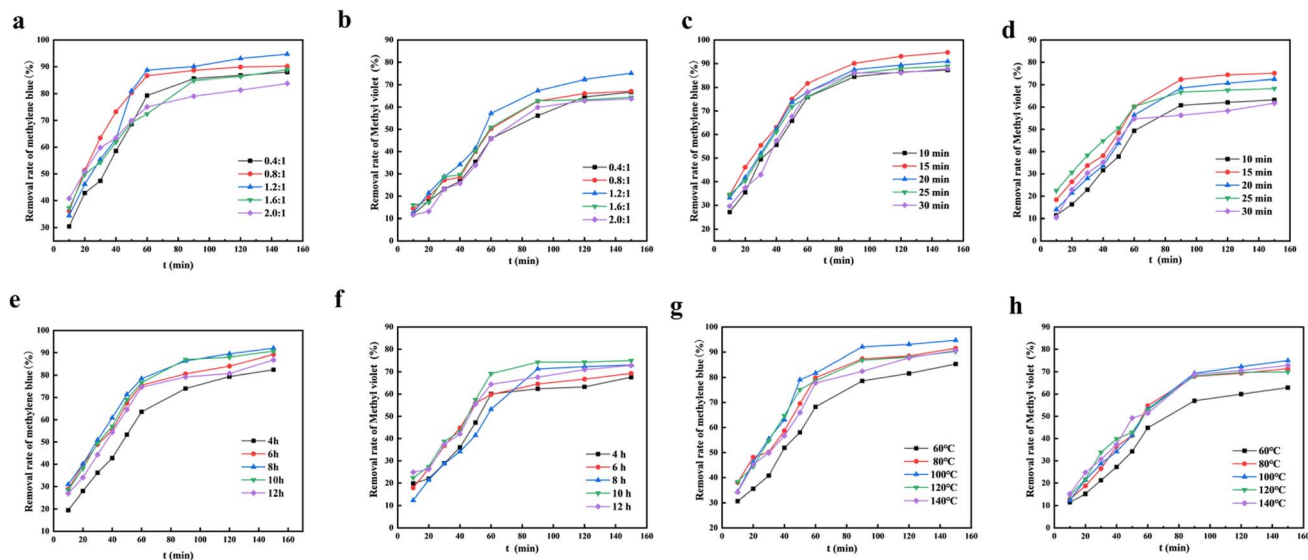 a
Removal rate of methylene blue(%)
100
90
80
70
60
50
40
30
0.4:1
0.8:1
1.2:1
1.6:1
2.0:1
0 20 40 60 80 100 120 140 160
t (min)
b
Removal rate of Methyl violet (%)
90
80
70
60
50
40
30
20
10
0
0.4:1
0.8:1
1.2:1
1.6:1
2.0:1
0 20 40 60 80 100 120 140 160
t (min)
c
Removal rate of methylene blue(%)
100
90
80
70
60
50
40
30
20
10 min
15 min
20 min
25 min
30 min
0 20 40 60 80 100 120 140 160
t (min)
d
Removal rate of Methyl violet (%)
90
80
70
60
50
40
30
20
10
0
10 min
15 min
20 min
25 min
30 min
0 20 40 60 80 100 120 140 160
t (min)
e
Removal rate of methylene blue(%)
100
90
80
70
60
50
40
30
20
10
4h
6h
8h
10h
12h
0 20 40 60 80 100 120 140 160
t (min)
f
Removal rate of Methyl violet (%)
90
80
70
60
50
40
30
20
10
0
4 h
6 h
8 h
10 h
12 h
0 20 40 60 80 100 120 140 160
t (min)
g
Removal rate of methylene blue(%)
100
90
80
70
60
50
40
30
20
60℃
80℃
100℃
120℃
140℃
0 20 40 60 80 100 120 140 160
t (min)
h
Removal rate of Methyl violet (%)
90
80
70
60
50
40
30
20
10
0
60℃
80℃
100℃
120℃
140℃
0 20 40 60 80 100 120 140 160
t (min)